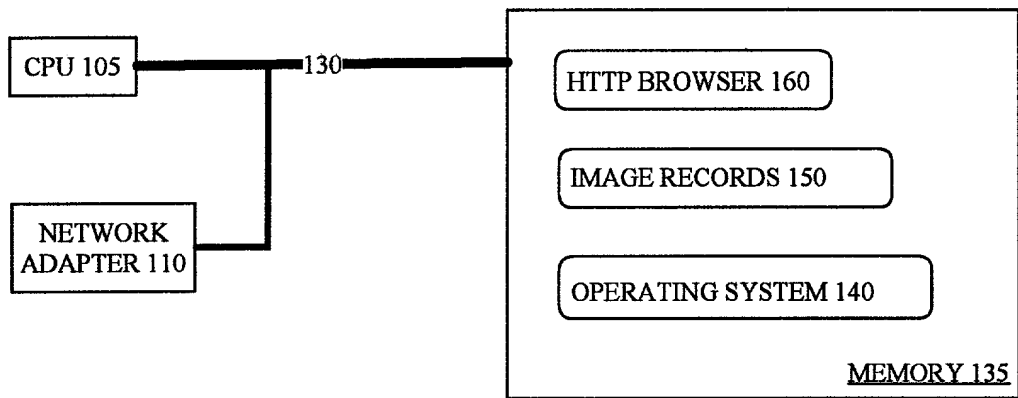 CPU 105
130
HTTP BROWSER 160
IMAGE RECORDS 150
NETWORK
ADAPTER 110
OPERATING SYSTEM 140
MEMORY 135